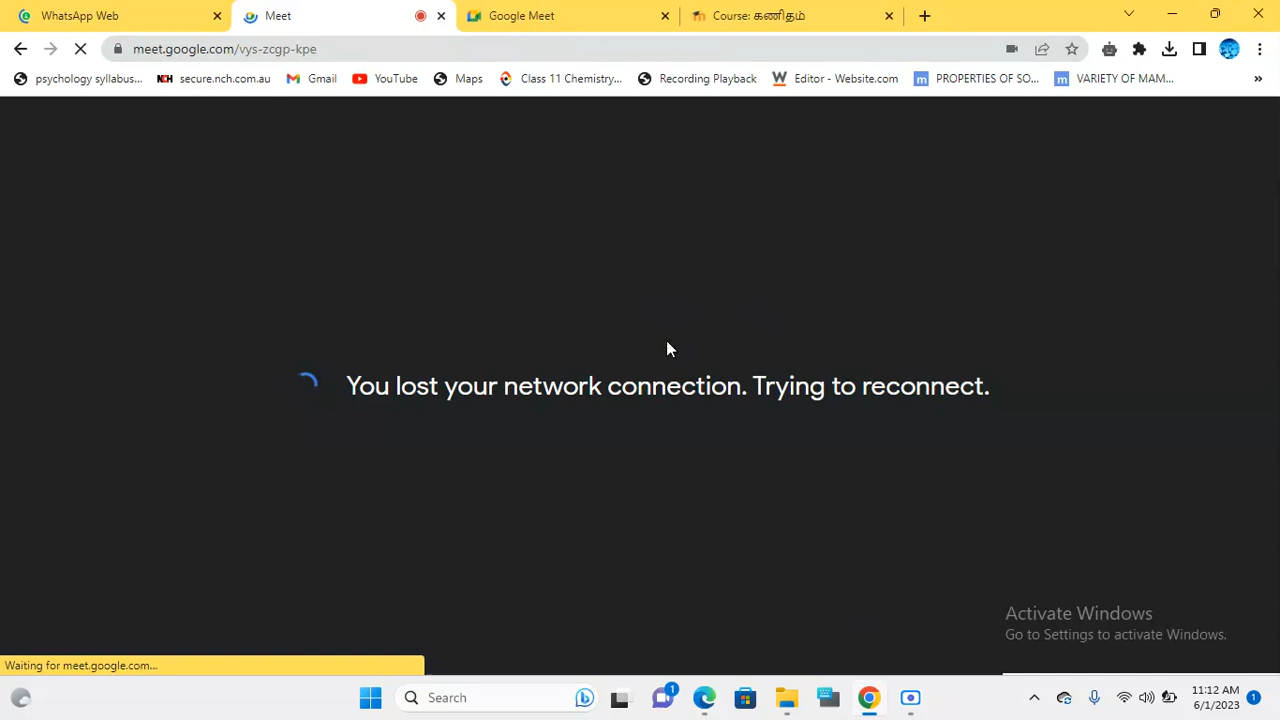 WhatsApp Web
Meet
Google Meet
Course: கணிதம்
meet.google.com/vys-zcgp-kpe
psychology syllabus...
NCH secure.nch.com.au
Gmail
YouTube
Maps
Class 11 Chemistry...
Recording Playback
W Editor - Website.com
m PROPERTIES OF SO...
m VARIETY OF MAM...
»
You lost your network connection. Trying to reconnect.
Activate Windows
Go to Settings to activate Windows.
Waiting for meet.google.com...
Search
1
11:12 AM
6/1/2023
1